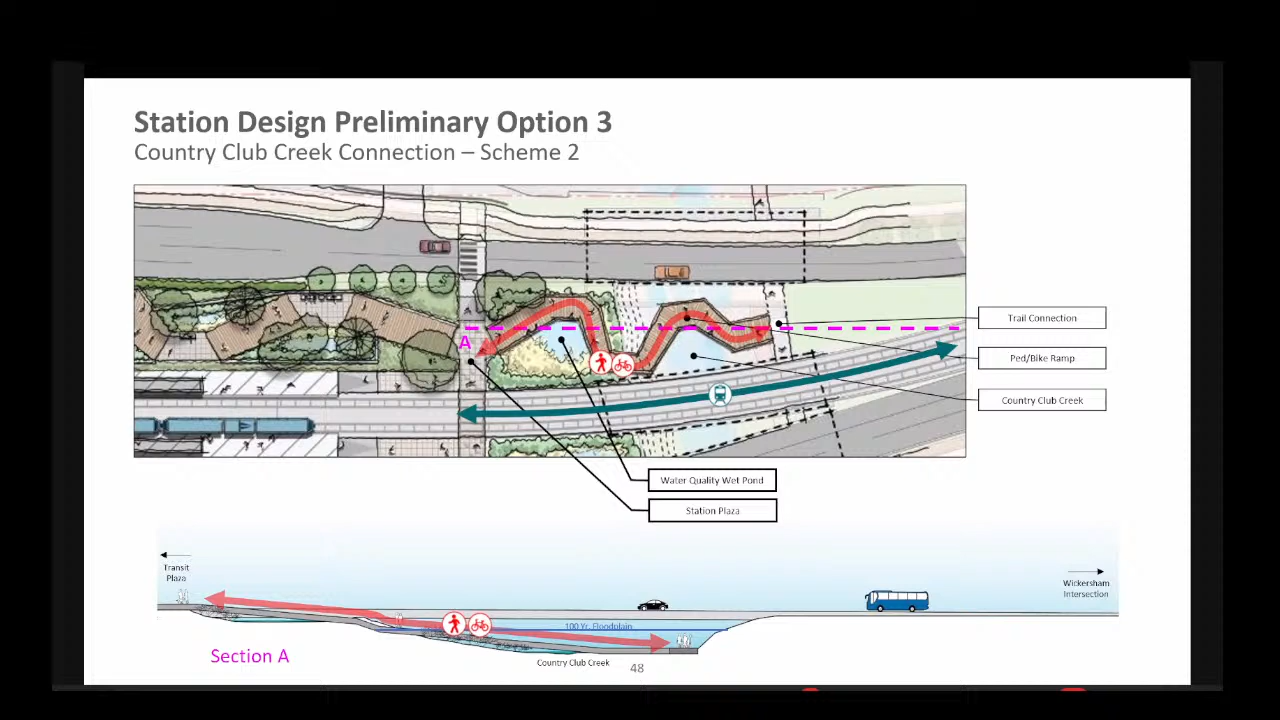 Station Design Preliminary Option 3
Country Club Creek Connection – Scheme 2
A
Trail Connection
Ped/Bike Ramp
Country Club Creek
Water Quality Wet Pond
Station Plaza
Transit
Plaza
Wickersham
Intersection
100 Yr. Floodplain
Section A
Country Club Creek
48